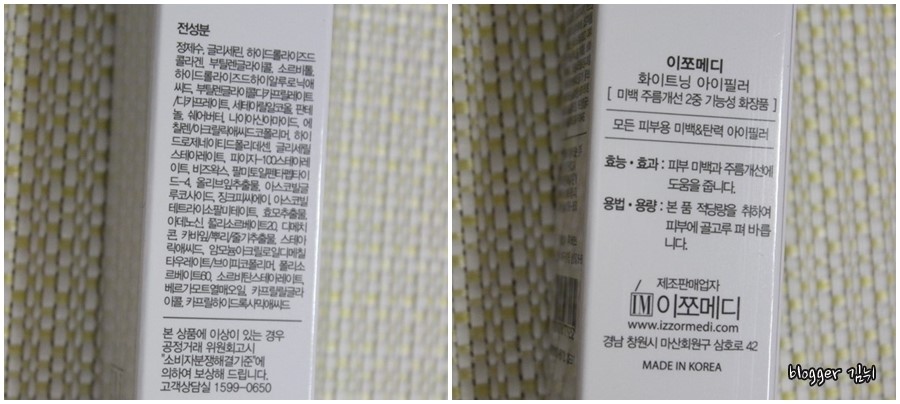 전성분
정제수, 글리세린, 하이드롤라이즈드
콜라겐, 부틸렌글라이콜, 소르비톨,
하이드롤라이즈드하이알루로닉애
씨드, 부틸렌글라이콜디카프릴레이트
/디카프레이트, 세테아릴알코올, 판테
놀, 쉐어버터, 나이아신아마이드, 에
칠렌/아크릴릭애씨드코폴리머, 하이
드로제네이티드폴리데센, 글리세릴
스테아레이트, 피이지-100스테아레
이트, 비즈왁스, 팔미토일펜타펩타이
드-4, 올리브잎추출물, 아스코빌글
루코사이드, 징크피씨에이, 아스코빌
테트라이소팔미테이트, 효모추출물,
아데노신, 폴리소르베이트20, 디메치
콘, 카바잎/뿌리/줄기추출물, 스테아
릭애씨드, 암모늄아크릴로일디메칠
타우레이트/브이피코폴리머, 폴리소
르베이트60, 소르비탄스테아레이트,
베르가모트열매오일, 카프릴릴글라
이콜, 카프릴하이드록사믹애씨드
본 상품에 이상이 있는 경우
공정거래 위원회고시
"소비자분쟁해결기준"에
의하여 보상해 드립니다.
고객상담실 1599-0650
이쪼메디
화이트닝 아이필러
[ 미백 주름개선 2중 기능성 화장품 ]
모든 피부용 미백&탄력 아이필러
효능·효과 : 피부 미백과 주름개선에
도움을 줍니다.
용법·용량 : 본 품 적당량을 취하여
피부에 골고루 펴 바릅
니다.
제조판매업자
IM 이쪼메디
www.izzormedi.com
경남 창원시 마산회원구 삼호로 42
MADE IN KOREA
blogger 김뉘